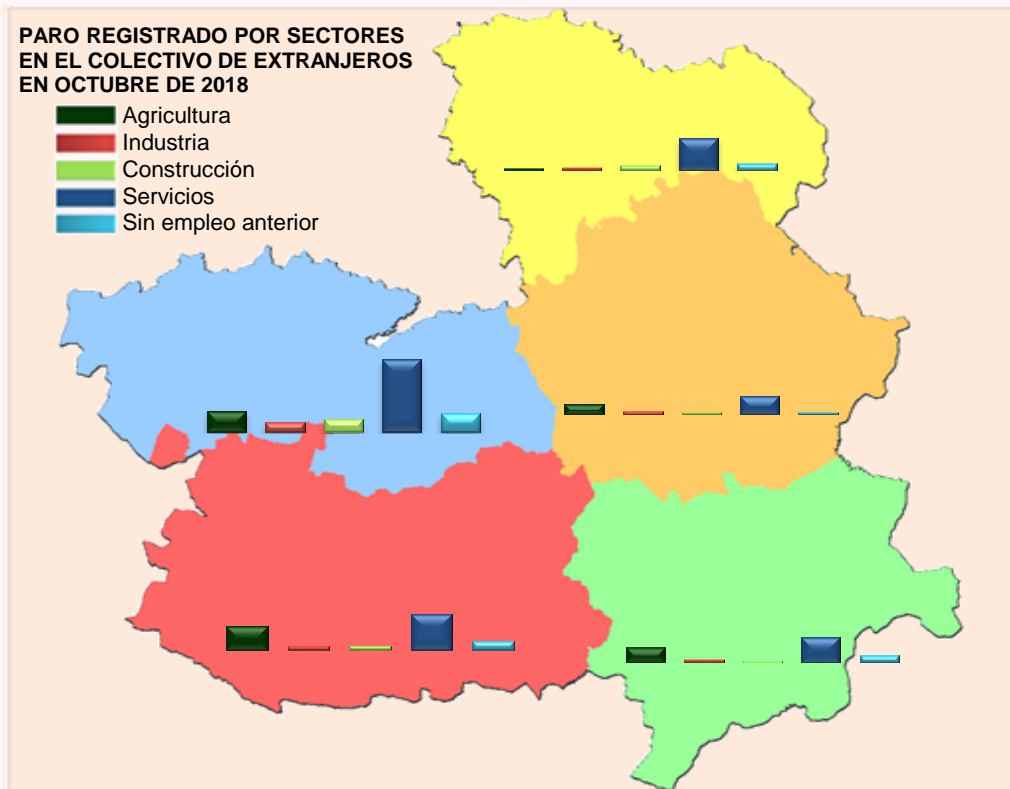 PARO REGISTRADO POR SECTORES
EN EL COLECTIVO DE EXTRANJEROS
EN OCTUBRE DE 2018
Agricultura
Industria
Construcción
Servicios
Sin empleo anterior